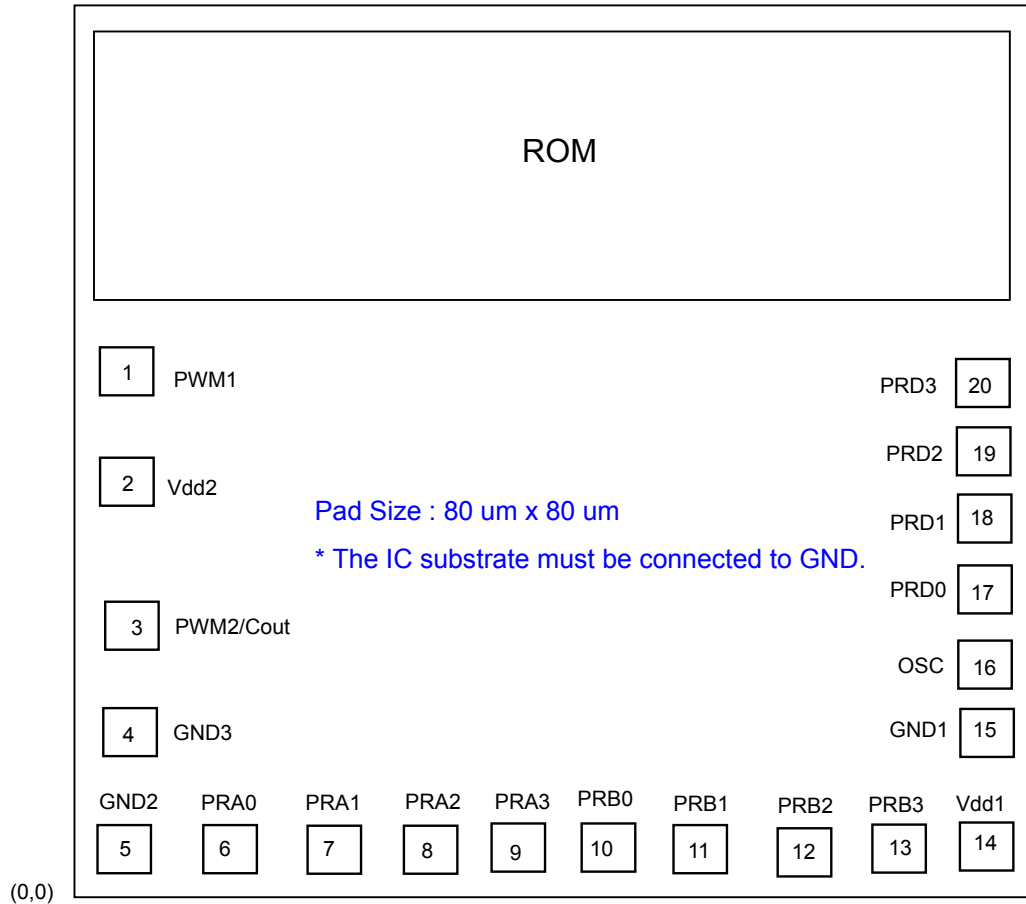 ROM
1 PWM1
PRD3 20
PRD2 19
2 Vdd2
Pad Size : 80 um x 80 um
PRD1 18
* The IC substrate must be connected to GND.
PRD0 17
3 PWM2/Cout
OSC 16
4 GND3
GND1 15
GND2 PRA0 PRA1 PRA2 PRA3 PRB0 PRB1 PRB2 PRB3 Vdd1
5 6 7 8 9 10 11 12 13 14
(0,0)